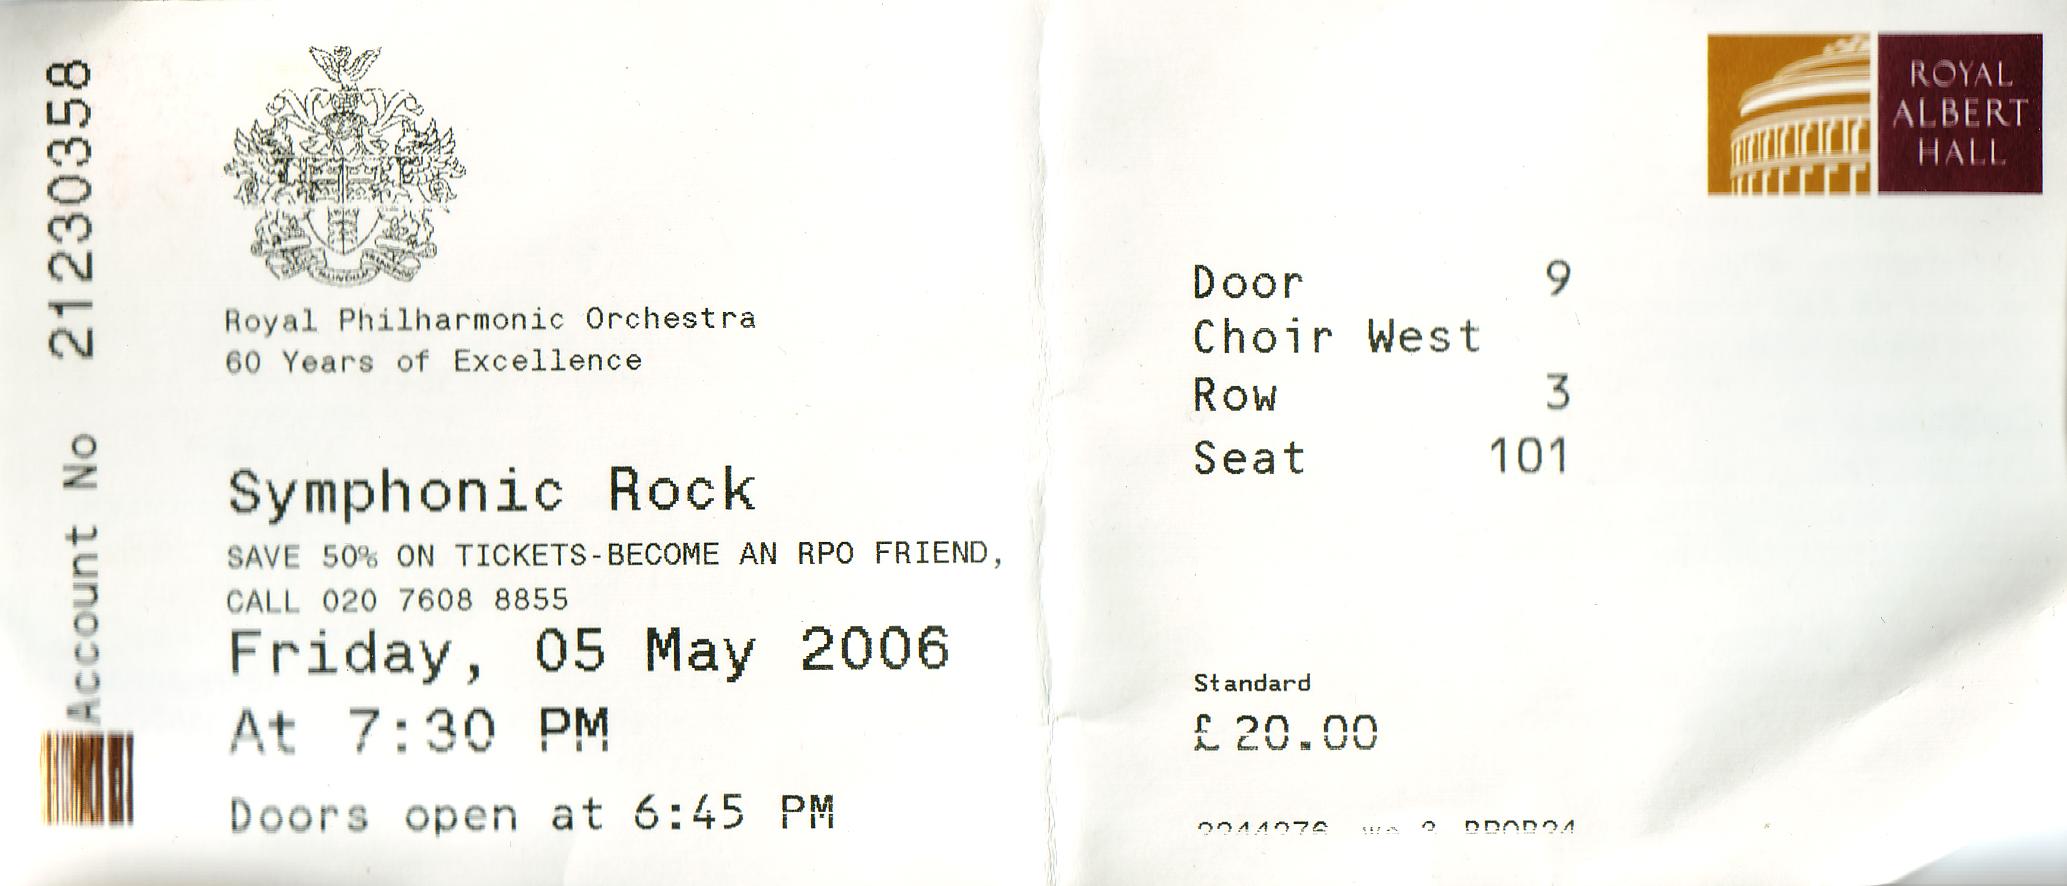 Account No 21230358
Royal Philharmonic Orchestra
60 Years of Excellence
Symphonic Rock
SAVE 50% ON TICKETS-BECOME AN RPO FRIEND,
CALL 020 7608 8855
Friday, 05 May 2006
At 7:30 PM
Doors open at 6:45 PM
ROYAL
ALBERT
HALL
Door 9
Choir West
Row 3
Seat 101
Standard
£20.00